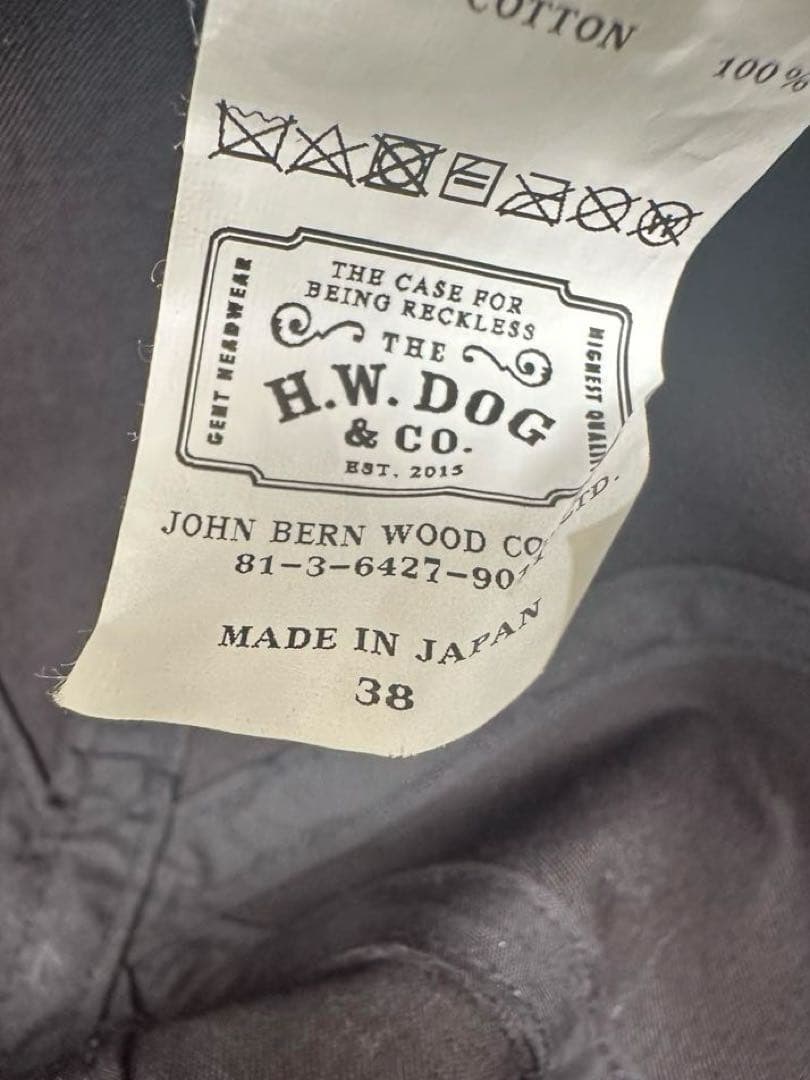 COTTON
100%
THE CASE FOR
BEING RECKLESS
THE
H.W. DOG
& CO.
EST. 2015
GENT HEADWEAR
HIGHEST
JOHN BERN WOOD CO LTD.
81-3-6427-90
MADE IN JAPAN
38